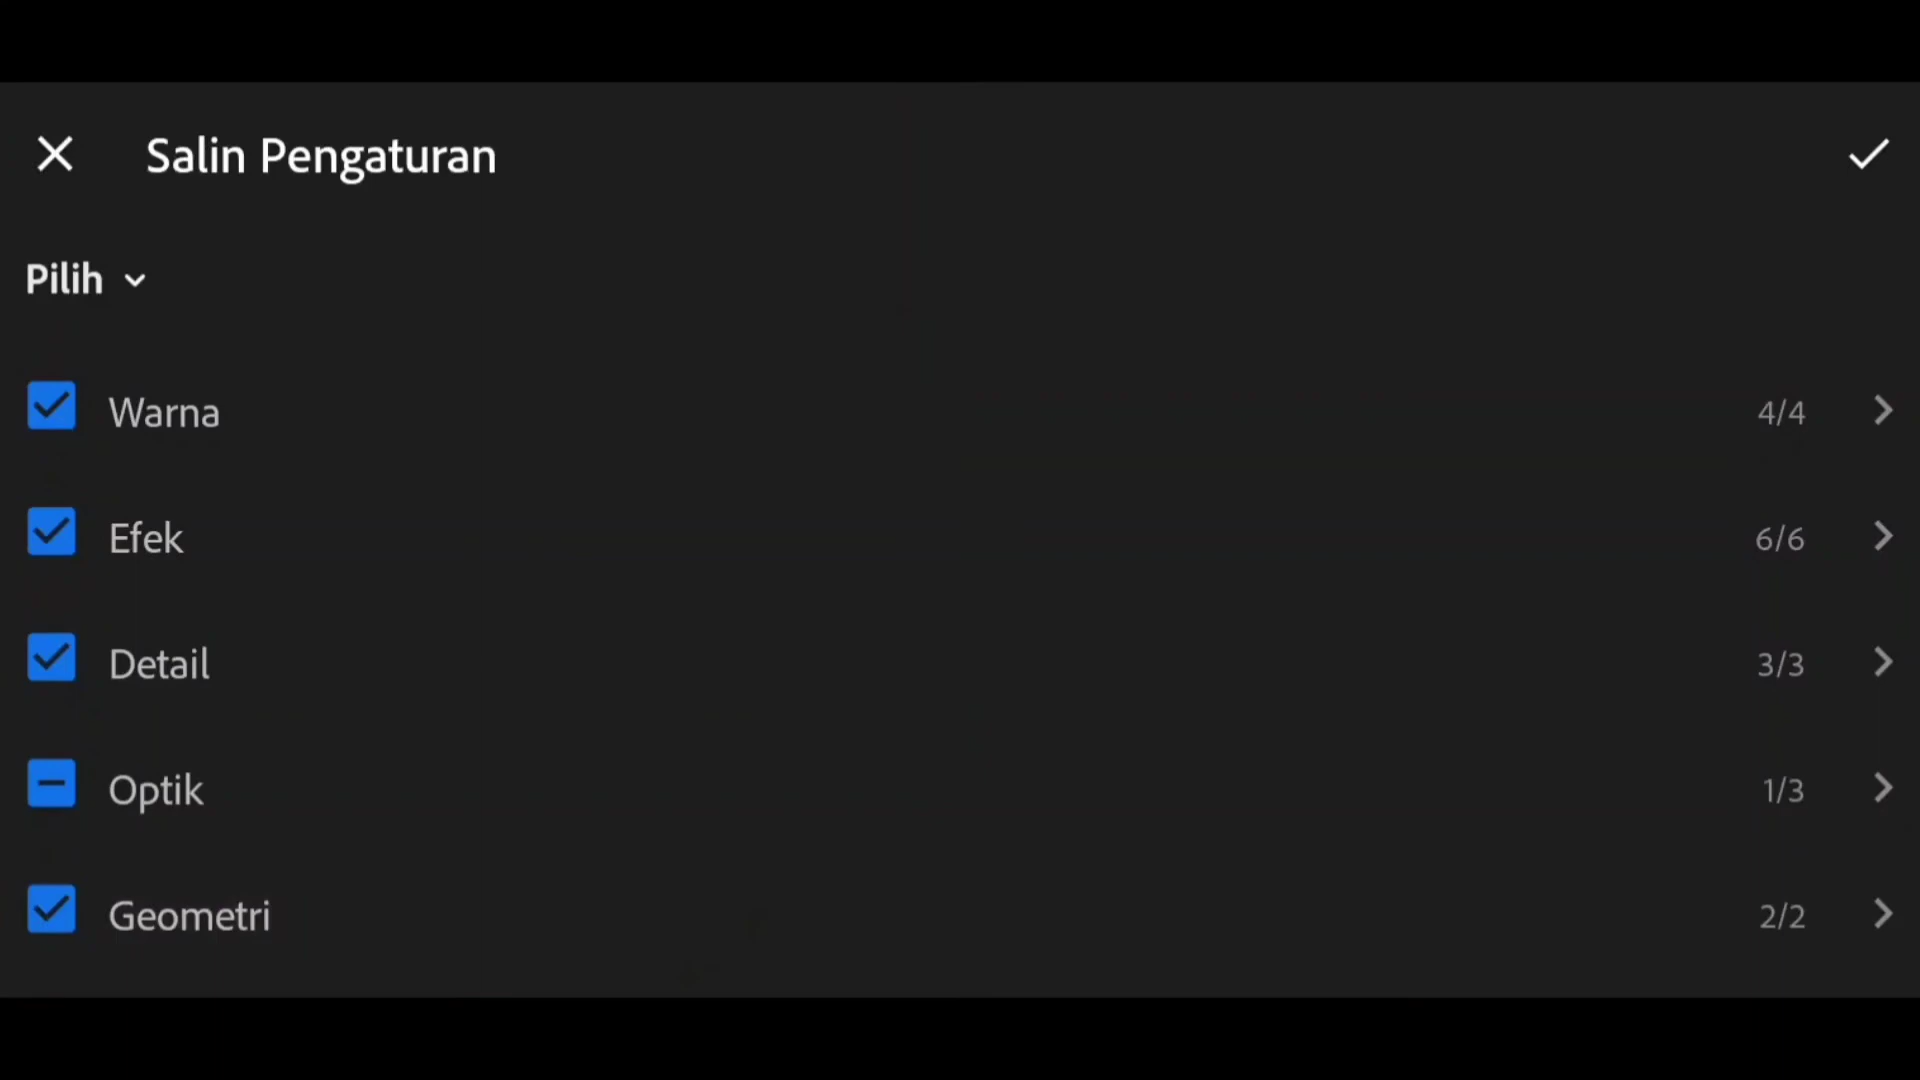 Salin Pengaturan
Pilih
Warna 4/4
Efek 6/6
Detail 3/3
Optik 1/3
Geometri 2/2